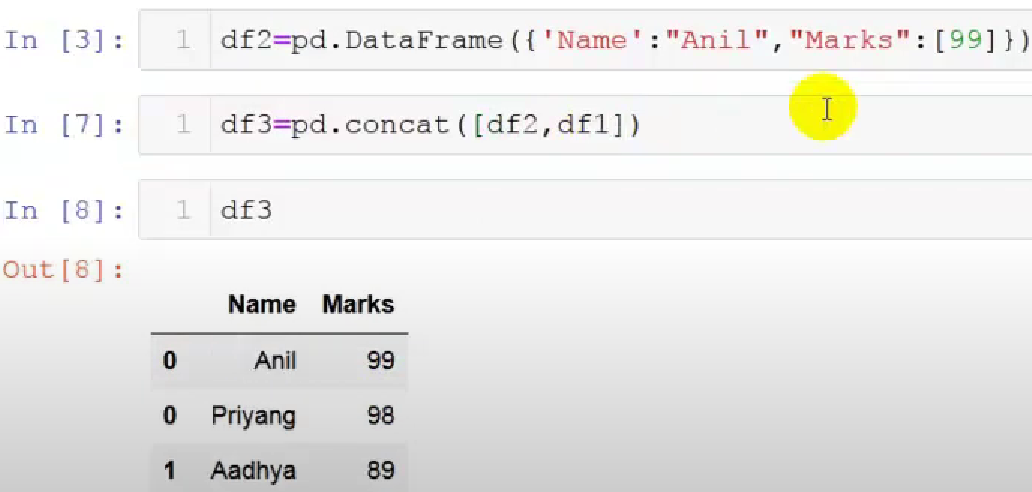 In [3]: 1 df2=pd.DataFrame({'Name':"Anil","Marks":[99]})
In [7]: 1 df3=pd.concat([df2,df1])
In [8]: 1 df3
Out[8]:
Name Marks
0 Anil 99
0 Priyang 98
1 Aadhya 89